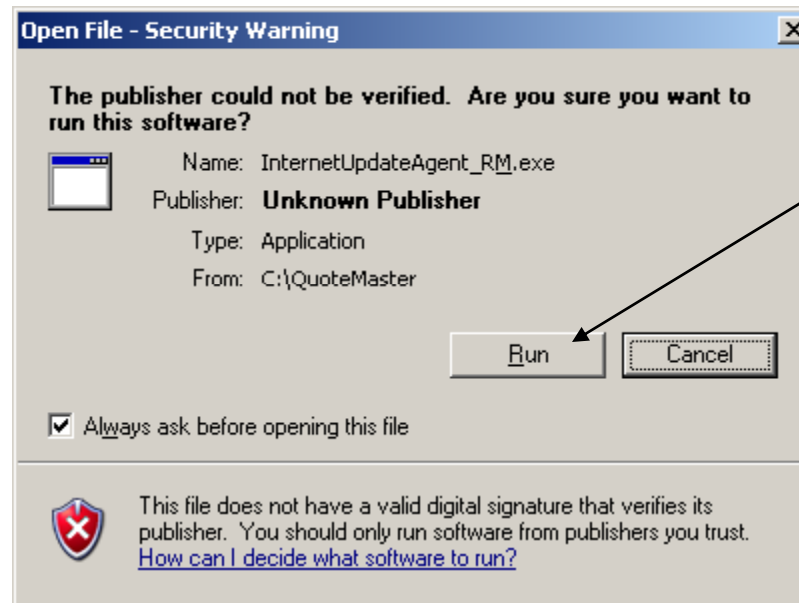 Open File - Security Warning
The publisher could not be verified.  Are you sure you want to
run this software?
Name: InternetUpdateAgent_RM.exe
Publisher: Unknown Publisher
Type: Application
From: C:\QuoteMaster
Run Cancel
Always ask before opening this file
This file does not have a valid digital signature that verifies its
publisher.  You should only run software from publishers you trust.
How can I decide what software to run?